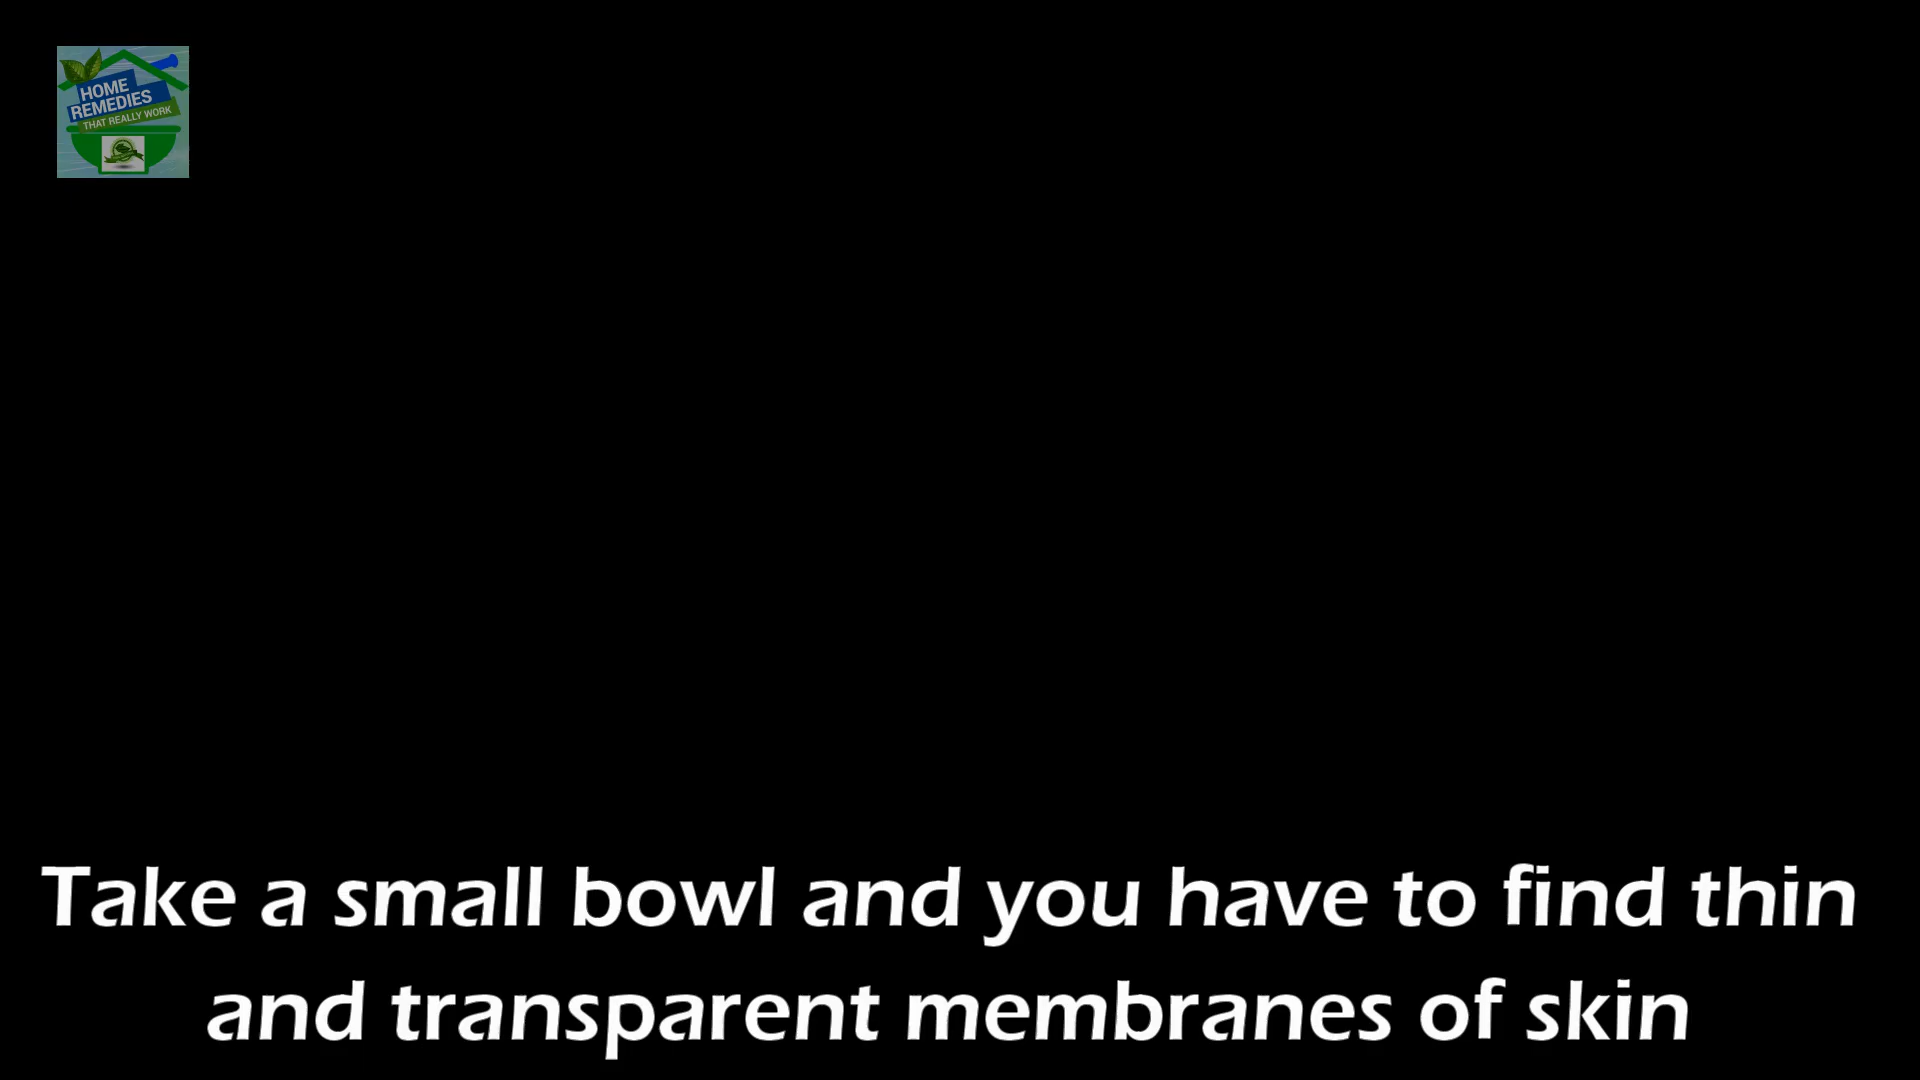 HOME
REMEDIES
THAT REALLY WORK
Take a small bowl and you have to find thin
and transparent membranes of skin